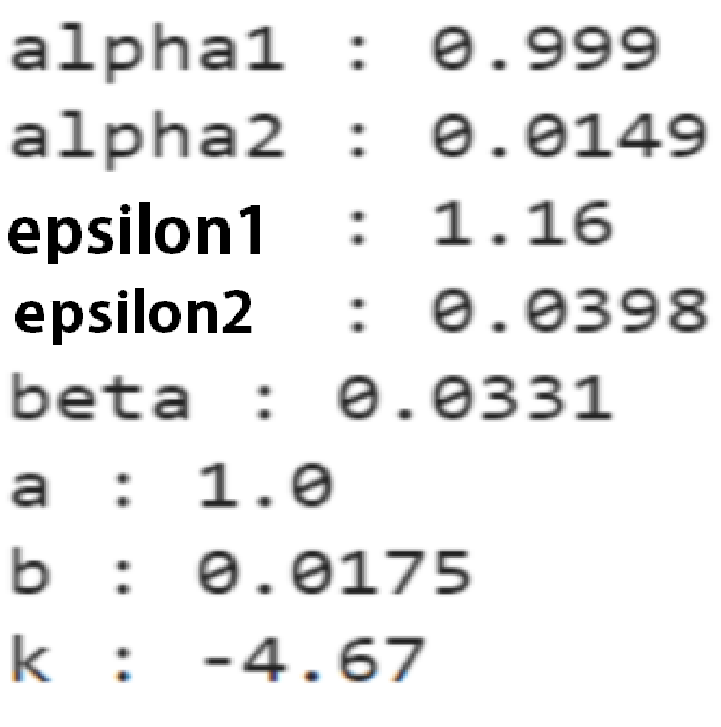 alpha1 : 0.999
alpha2 : 0.0149
epsilon1 : 1.16
epsilon2 : 0.0398
beta : 0.0331
a : 1.0
b : 0.0175
k : -4.67